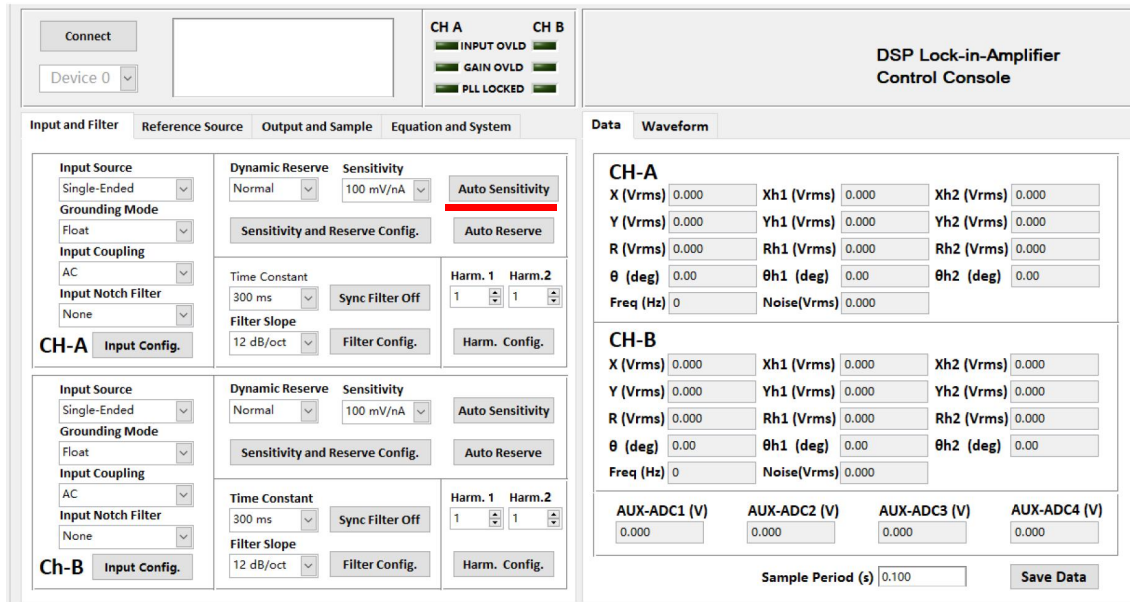 Connect
Device 0
CH A CH B
INPUT OVLD
GAIN OVLD
PLL LOCKED
DSP Lock-in-Amplifier
Control Console
Input and Filter Reference Source Output and Sample Equation and System
Input Source
Single-Ended
Grounding Mode
Float
Input Coupling
AC
Input Notch Filter
None
CH-A Input Config.
Dynamic Reserve Sensitivity
Normal 100 mV/nA Auto Sensitivity
Sensitivity and Reserve Config. Auto Reserve
Time Constant
300 ms Sync Filter Off
Filter Slope
12 dB/oct Filter Config.
Harm. 1 Harm.2
1 1
Harm. Config.
Input Source
Single-Ended
Grounding Mode
Float
Input Coupling
AC
Input Notch Filter
None
Ch-B Input Config.
Dynamic Reserve Sensitivity
Normal 100 mV/nA Auto Sensitivity
Sensitivity and Reserve Config. Auto Reserve
Time Constant
300 ms Sync Filter Off
Filter Slope
12 dB/oct Filter Config.
Harm. 1 Harm.2
1 1
Harm. Config.
Data Waveform
CH-A
X (Vrms) 0.000 Xh1 (Vrms) 0.000 Xh2 (Vrms) 0.000
Y (Vrms) 0.000 Yh1 (Vrms) 0.000 Yh2 (Vrms) 0.000
R (Vrms) 0.000 Rh1 (Vrms) 0.000 Rh2 (Vrms) 0.000
θ (deg) 0.00 θh1 (deg) 0.00 θh2 (deg) 0.00
Freq (Hz) 0 Noise(Vrms) 0.000
CH-B
X (Vrms) 0.000 Xh1 (Vrms) 0.000 Xh2 (Vrms) 0.000
Y (Vrms) 0.000 Yh1 (Vrms) 0.000 Yh2 (Vrms) 0.000
R (Vrms) 0.000 Rh1 (Vrms) 0.000 Rh2 (Vrms) 0.000
θ (deg) 0.00 θh1 (deg) 0.00 θh2 (deg) 0.00
Freq (Hz) 0 Noise(Vrms) 0.000
AUX-ADC1 (V) AUX-ADC2 (V) AUX-ADC3 (V) AUX-ADC4 (V)
0.000 0.000 0.000 0.000
Sample Period (s) 0.100 Save Data